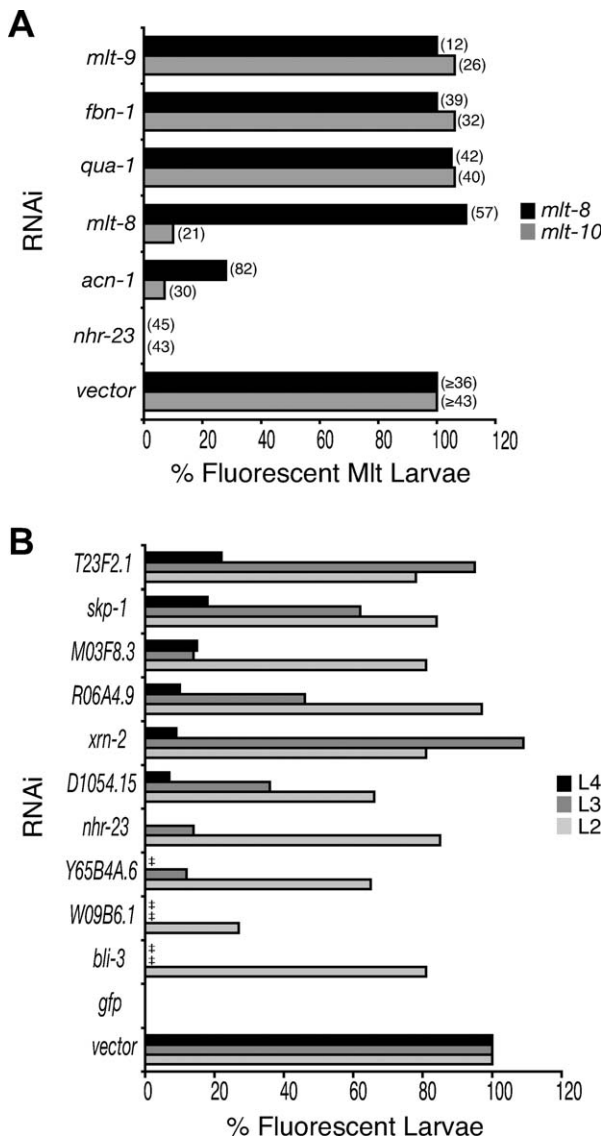 A
RNAi
mlt-9
(12)
(26)
fbn-1
(39)
(32)
qua-1
(42)
(40)
mlt-8
(57)
(21)
acn-1
(82)
(30)
nhr-23
(45)
(43)
vector
(≥36)
(≥43)
mlt-8
mlt-10
0 20 40 60 80 100 120
% Fluorescent Mlt Larvae
B
RNAi
T23F2.1
skp-1
M03F8.3
R06A4.9
xrn-2
D1054.15
nhr-23
Y65B4A.6
‡
W09B6.1
‡
‡
bli-3
‡
‡
gfp
vector
L4
L3
L2
0 20 40 60 80 100 120
% Fluorescent Larvae